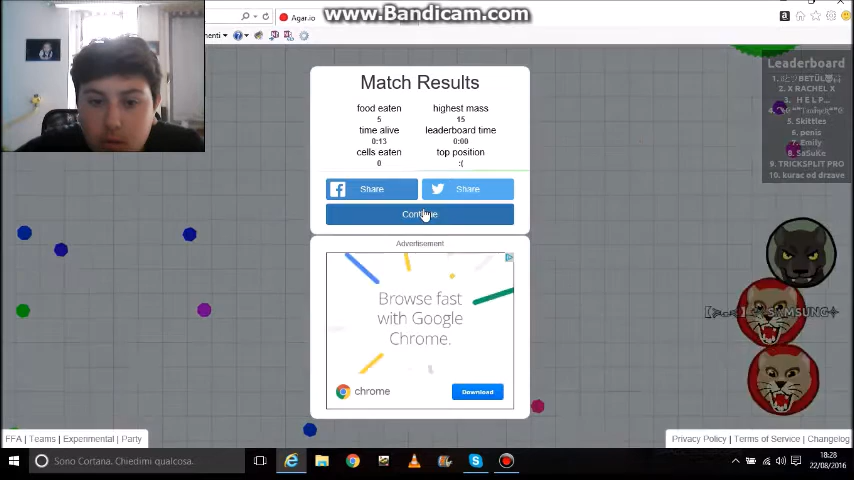 www.Bandicam.com
Agar.io
menti
Match Results
food eaten
highest mass
5
15
time alive
leaderboard time
0:13
0:00
cells eaten
top position
0
:(
Share
Share
Continue
Advertisement
Browse fast
with Google
Chrome.
chrome
Download
Leaderboard
2. X RACHEL X
3. H E L P...
5. Skittles
6. penis
7. Emily
8. SaSuKe
9. TRICKSPLIT PRO
10. kurac od drzave
SAMSUNG
FFA | Teams | Experimental | Party
Privacy Policy | Terms of Service | Changelog
Sono Cortana. Chiedimi qualcosa.
18:28
22/08/2016